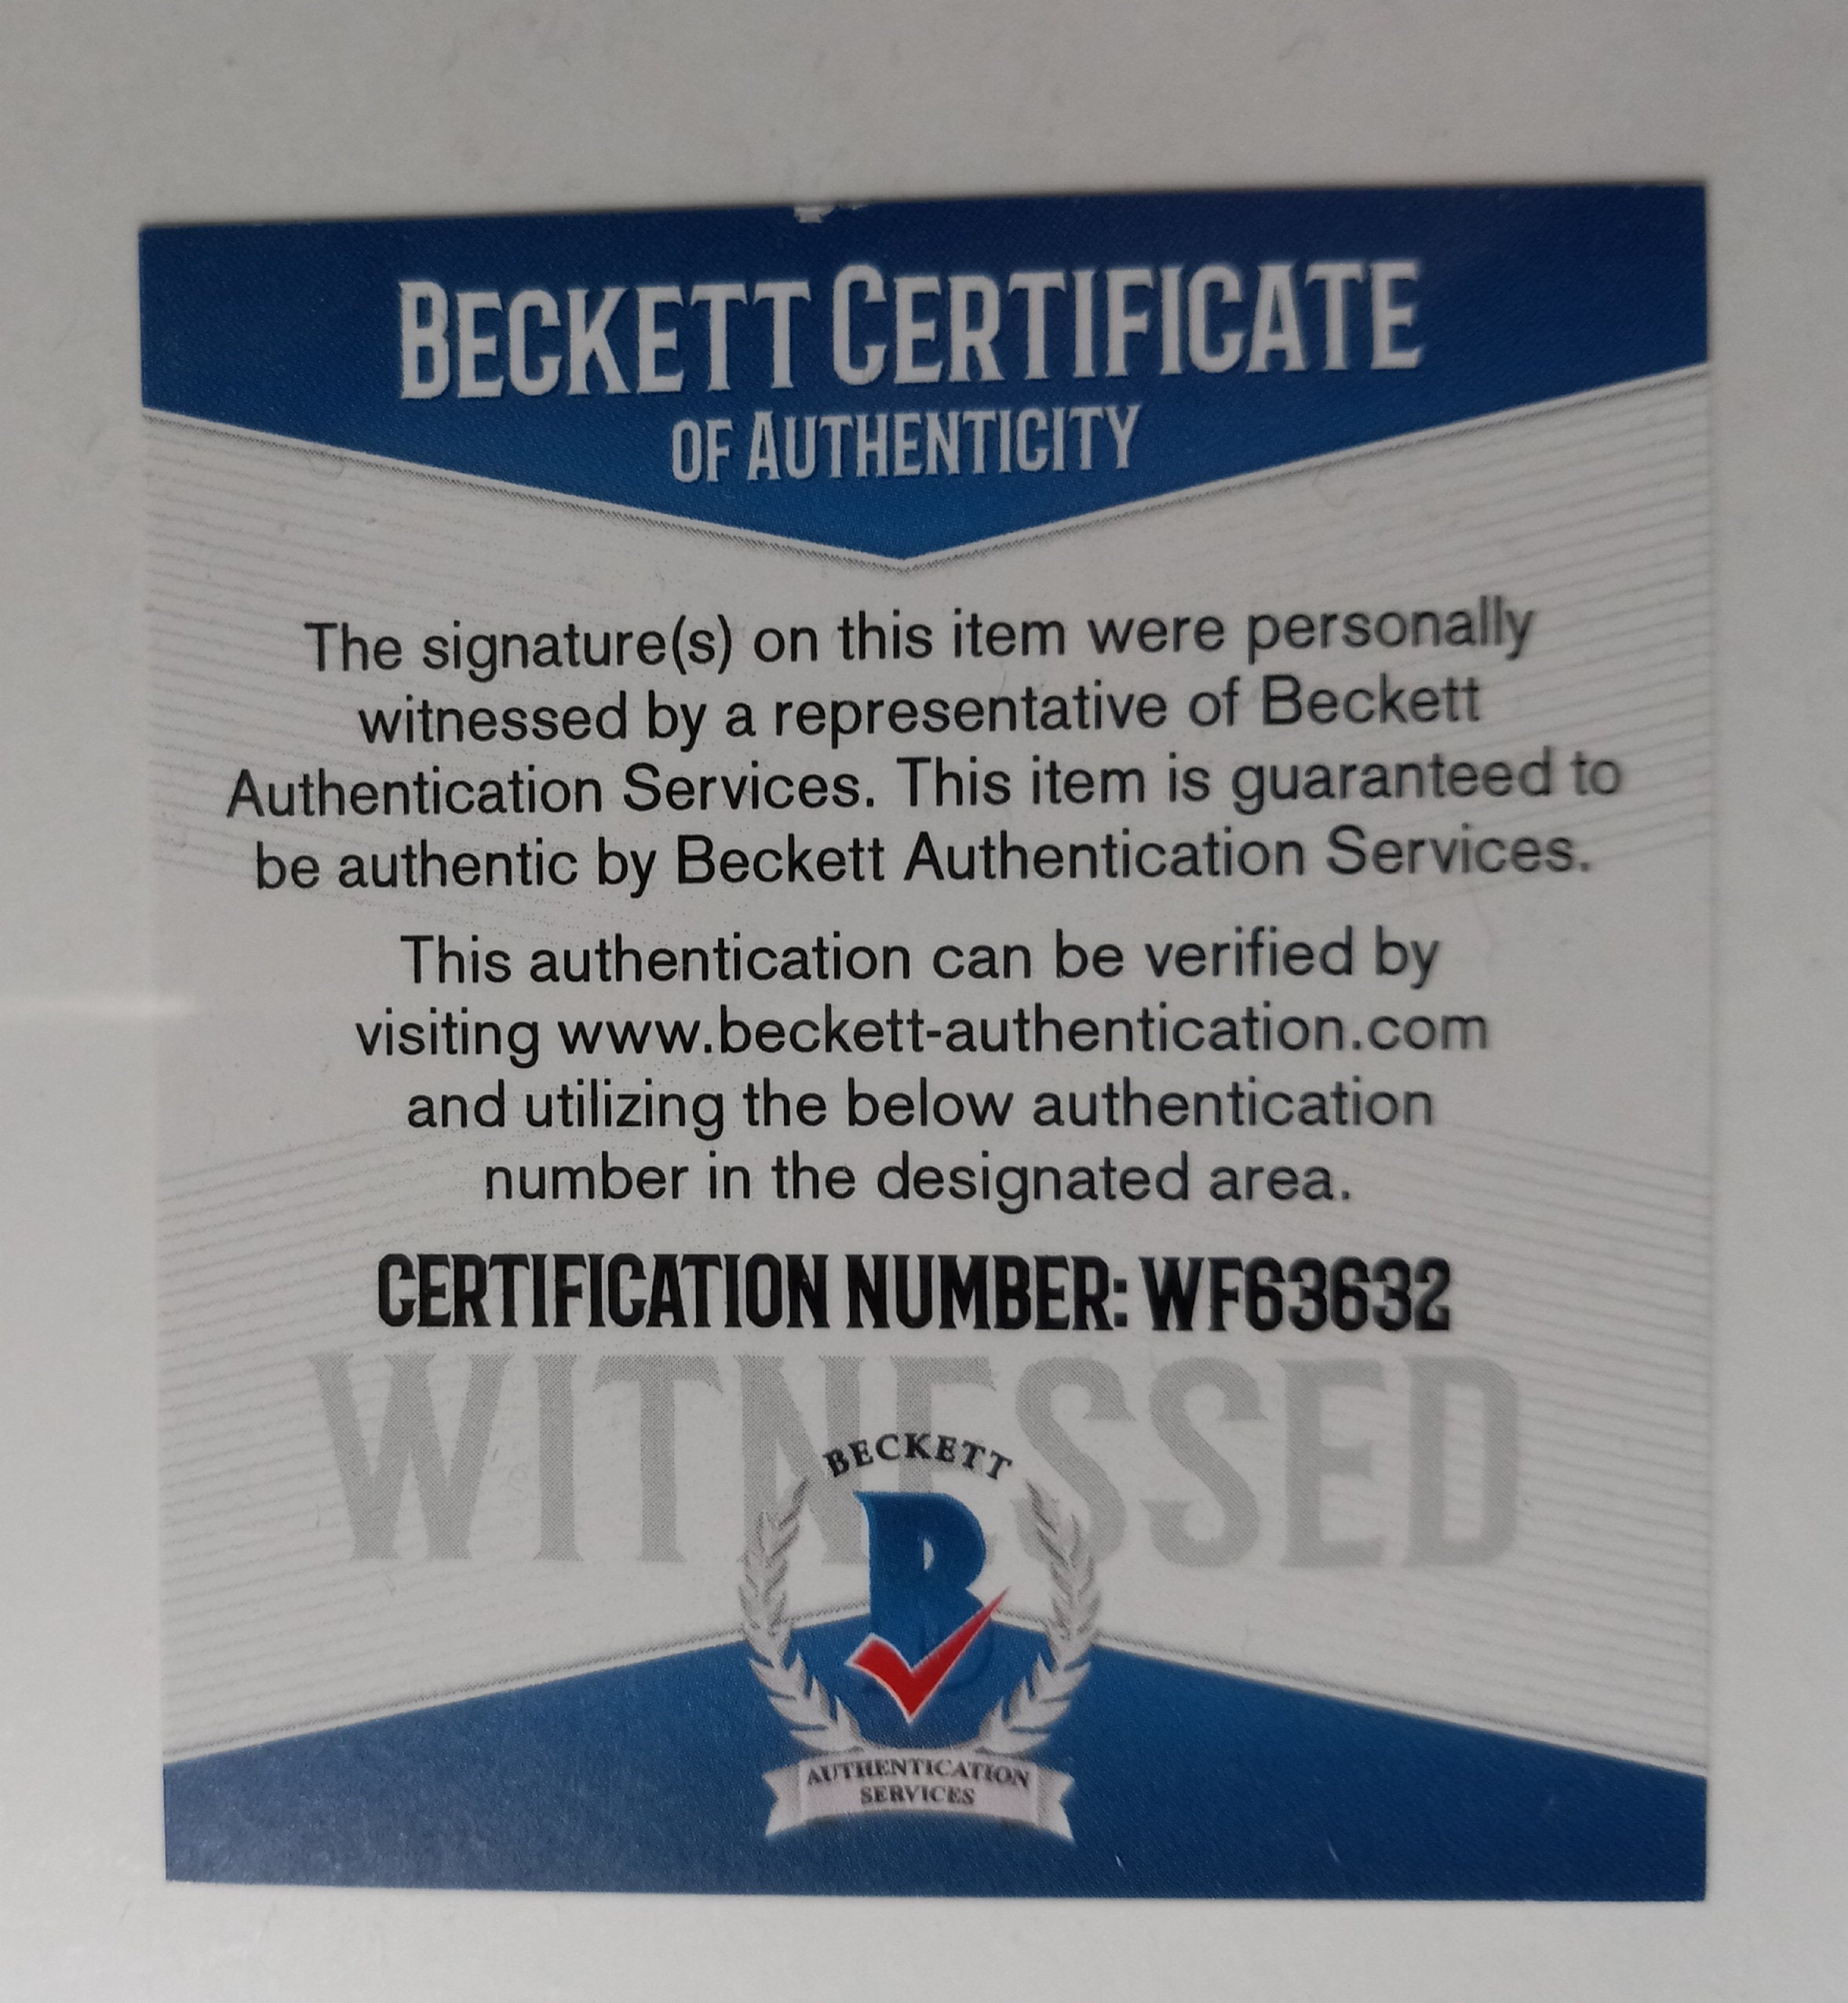 BECKETT CERTIFICATE
OF AUTHENTICITY
The signature(s) on this item were personally
witnessed by a representative of Beckett
Authentication Services. This item is guaranteed to
be authentic by Beckett Authentication Services.
This authentication can be verified by
visiting www.beckett-authentication.com
and utilizing the below authentication
number in the designated area.
CERTIFICATION NUMBER: WF63632
WITNESSED
BECKETT
B
AUTHENTICATION
SERVICES